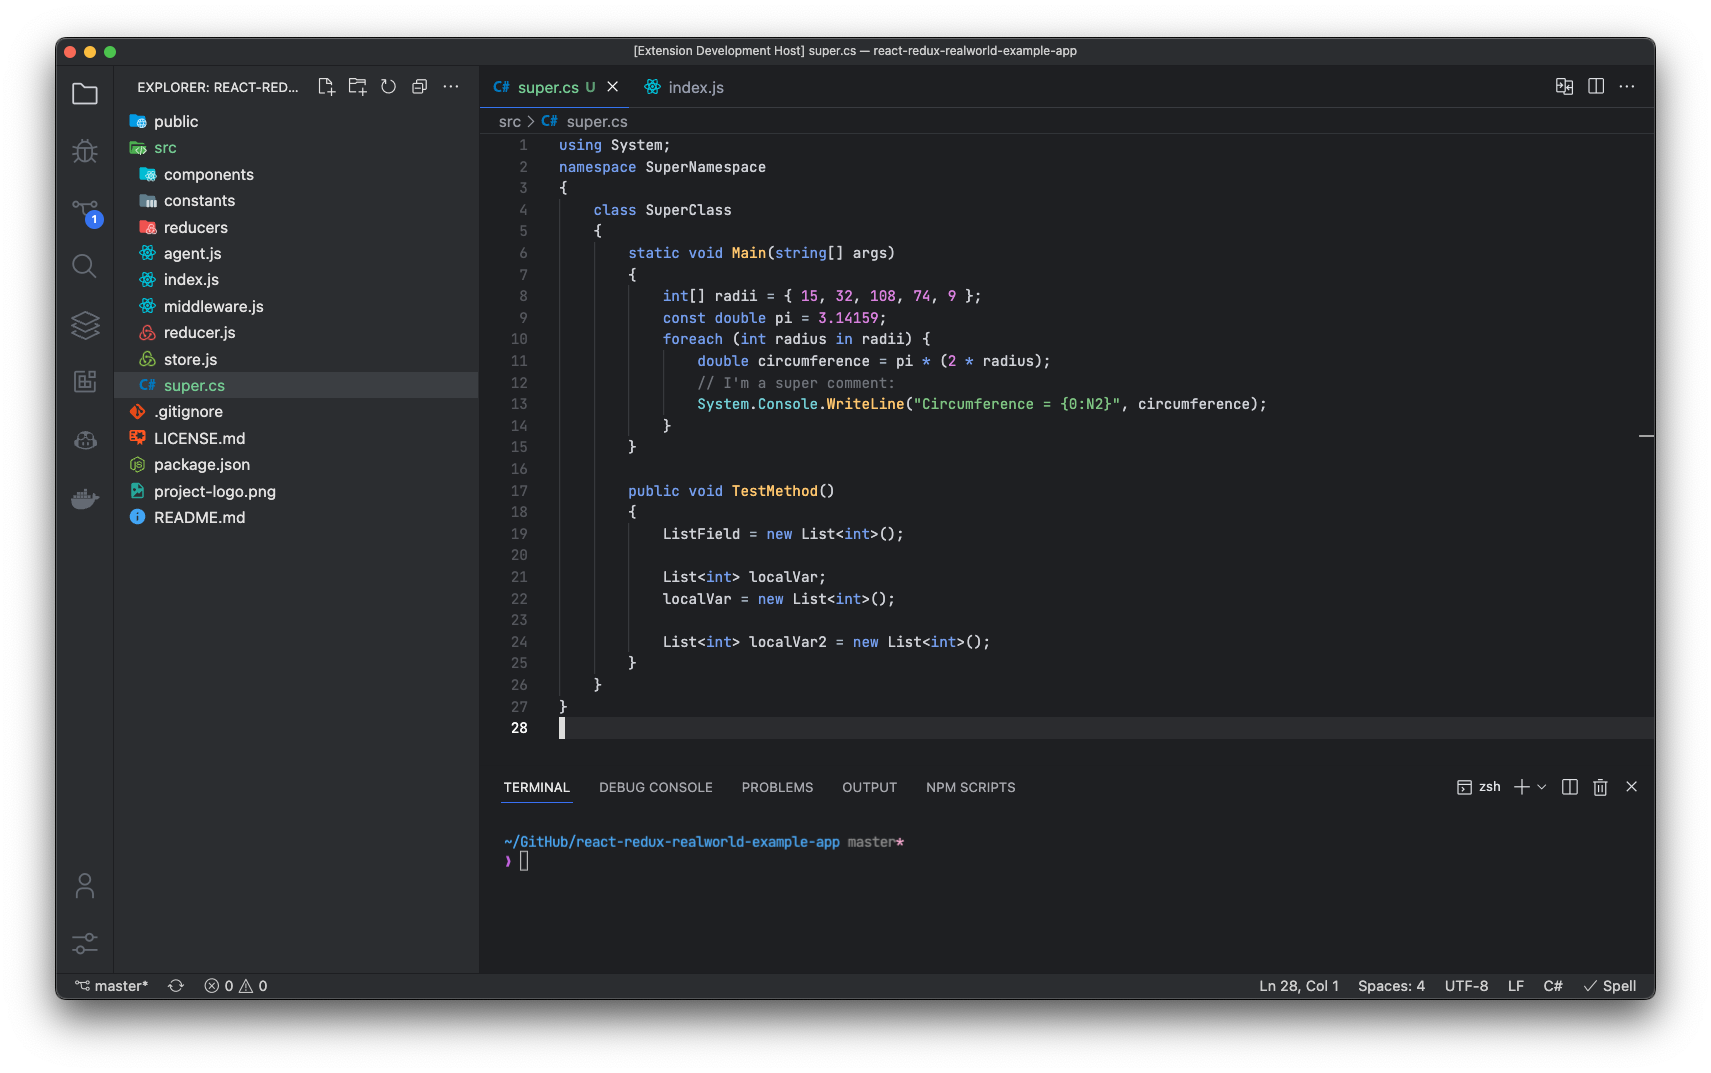 [Extension Development Host] super.cs — react-redux-realworld-example-app
EXPLORER: REACT-RED...
public
src
components
constants
reducers
agent.js
index.js
middleware.js
reducer.js
store.js
C# super.cs
.gitignore
LICENSE.md
package.json
project-logo.png
README.md
1
C# super.cs U
index.js
src > C# super.cs
1 using System;
2 namespace SuperNamespace
3 {
4     class SuperClass
5     {
6         static void Main(string[] args)
7         {
8             int[] radii = { 15, 32, 108, 74, 9 };
9             const double pi = 3.14159;
10             foreach (int radius in radii) {
11                 double circumference = pi * (2 * radius);
12                 // I'm a super comment:
13                 System.Console.WriteLine("Circumference = {0:N2}", circumference);
14             }
15         }
16
17         public void TestMethod()
18         {
19             ListField = new List<int>();
20
21             List<int> localVar;
22             localVar = new List<int>();
23
24             List<int> localVar2 = new List<int>();
25         }
26     }
27 }
28
TERMINAL DEBUG CONSOLE PROBLEMS OUTPUT NPM SCRIPTS
zsh
~/GitHub/react-redux-realworld-example-app master*
❯
master* 0 0
Ln 28, Col 1 Spaces: 4 UTF-8 LF C# Spell